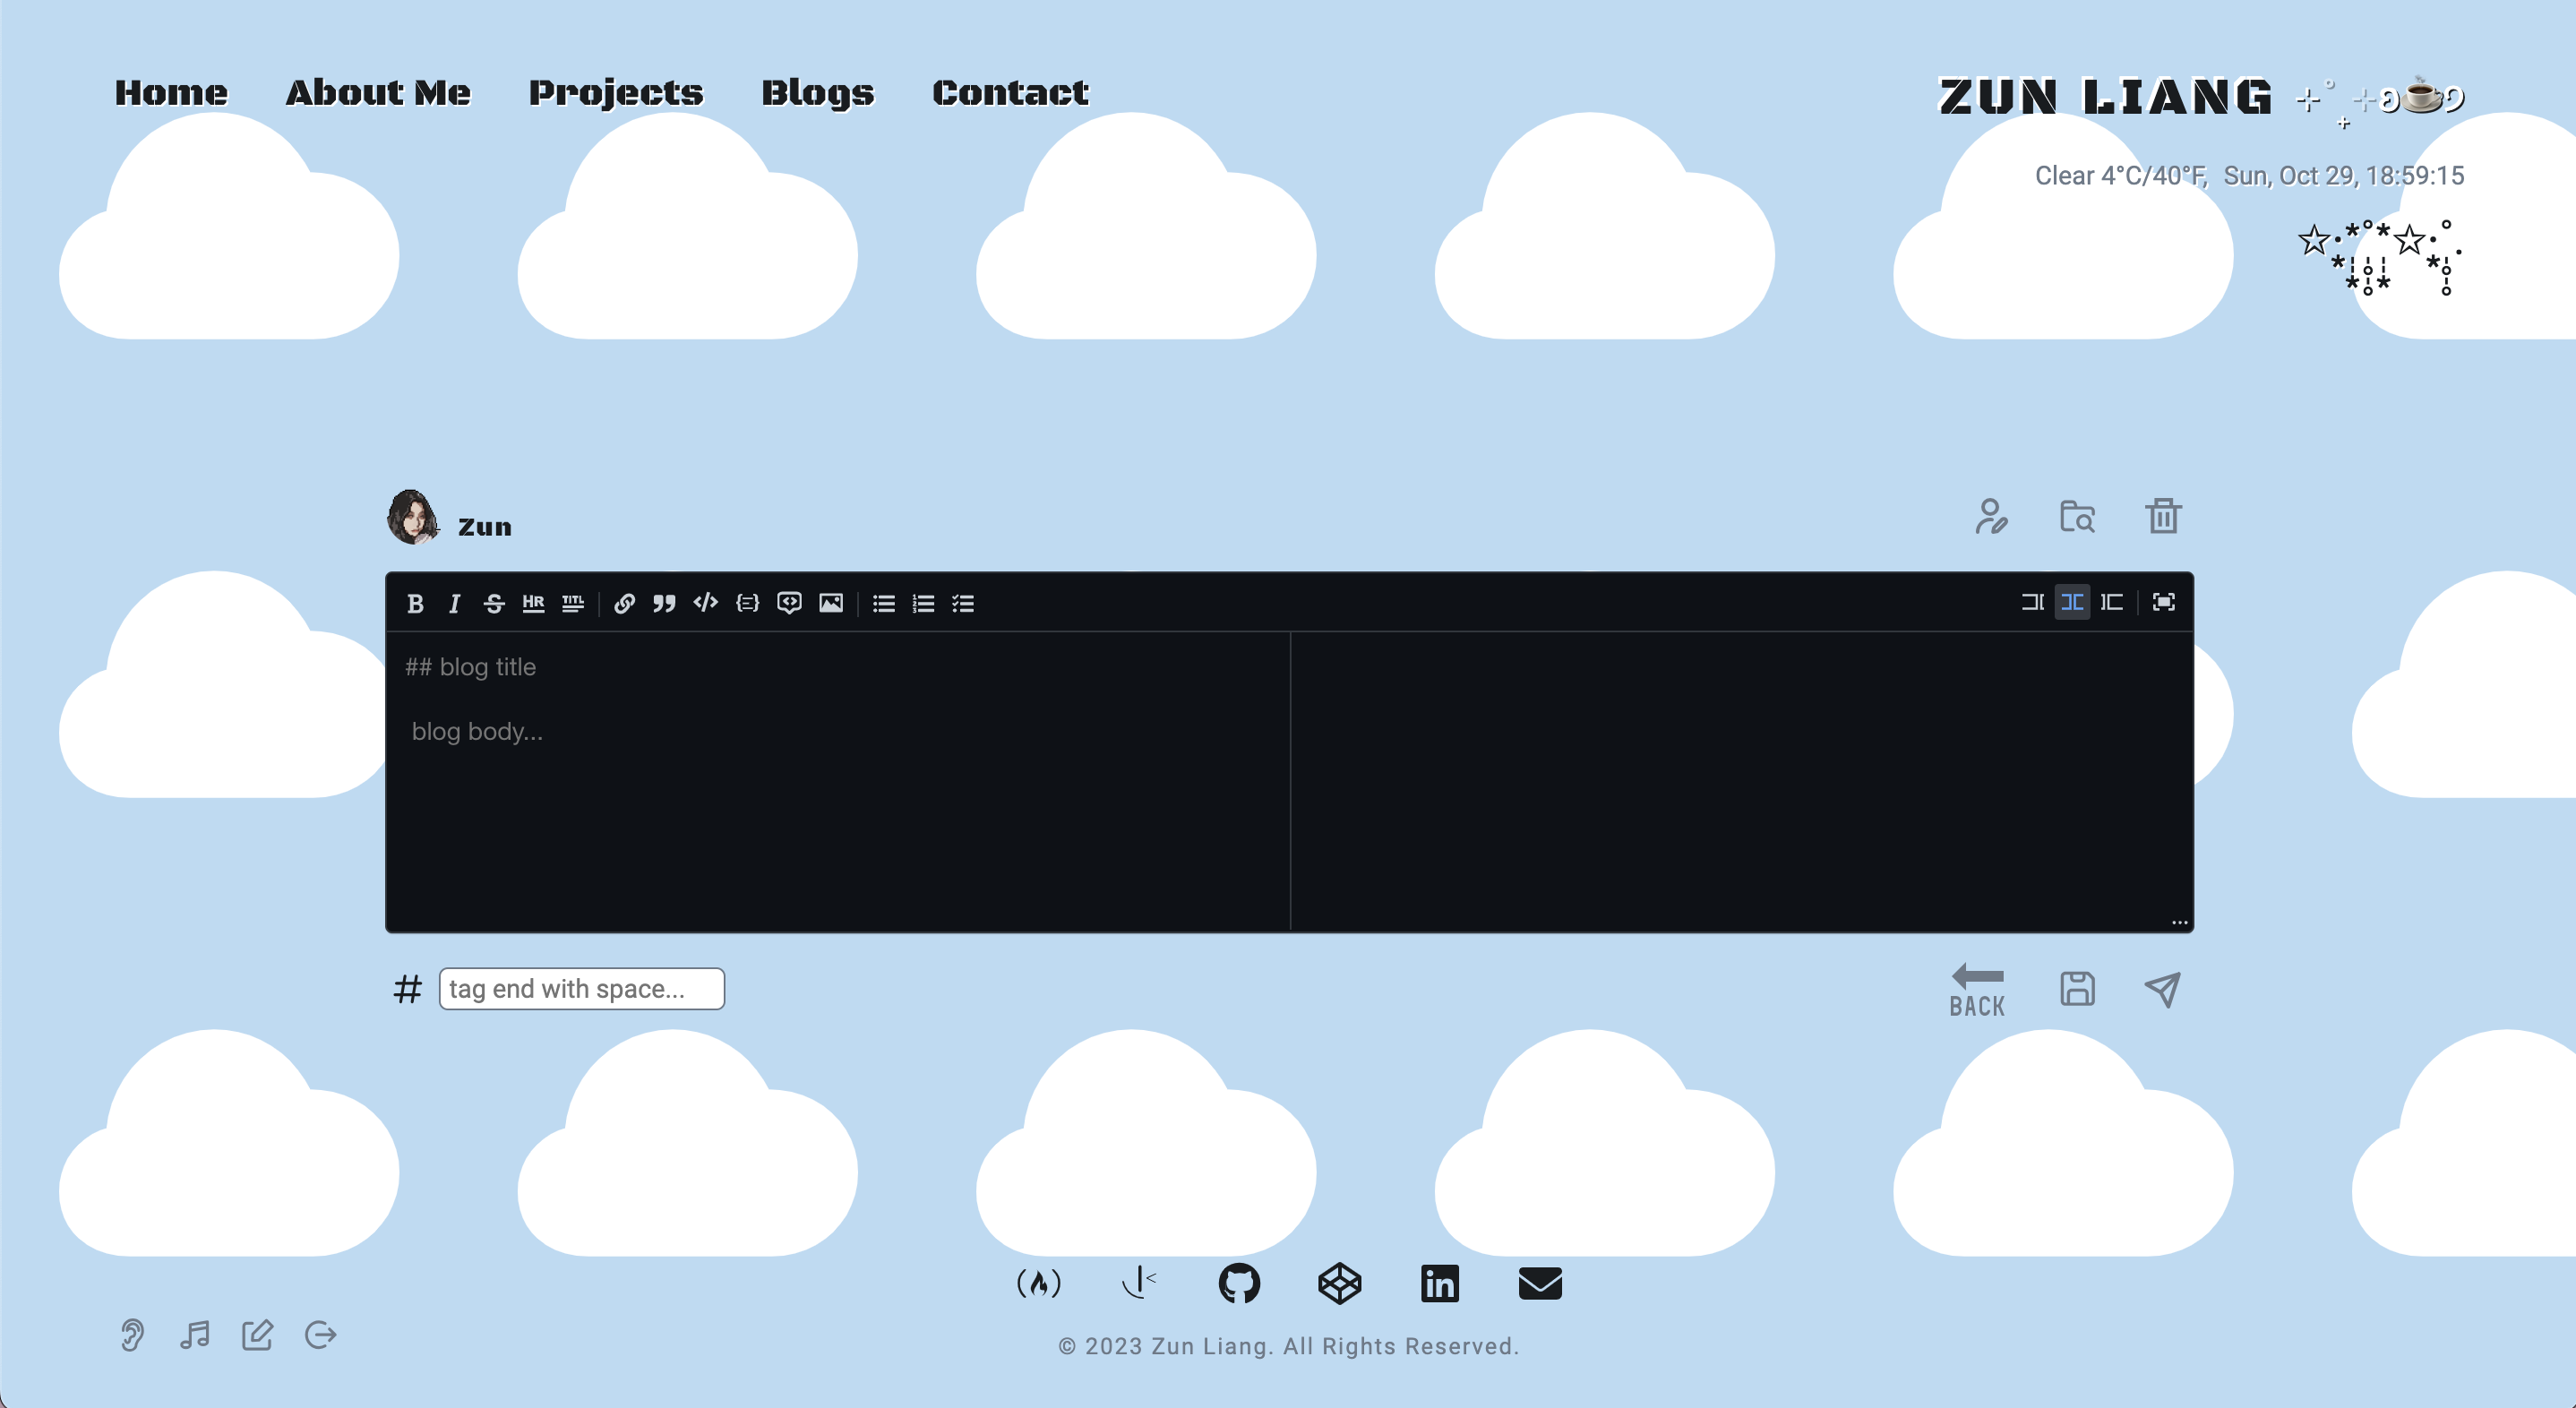 Home About Me Projects Blogs Contact
ZUN LIANG
Clear 4°C/40°F, Sun, Oct 29, 18:59:15
Zun
B I S HR TITL
## blog title
blog body...
# tag end with space...
BACK
© 2023 Zun Liang. All Rights Reserved.